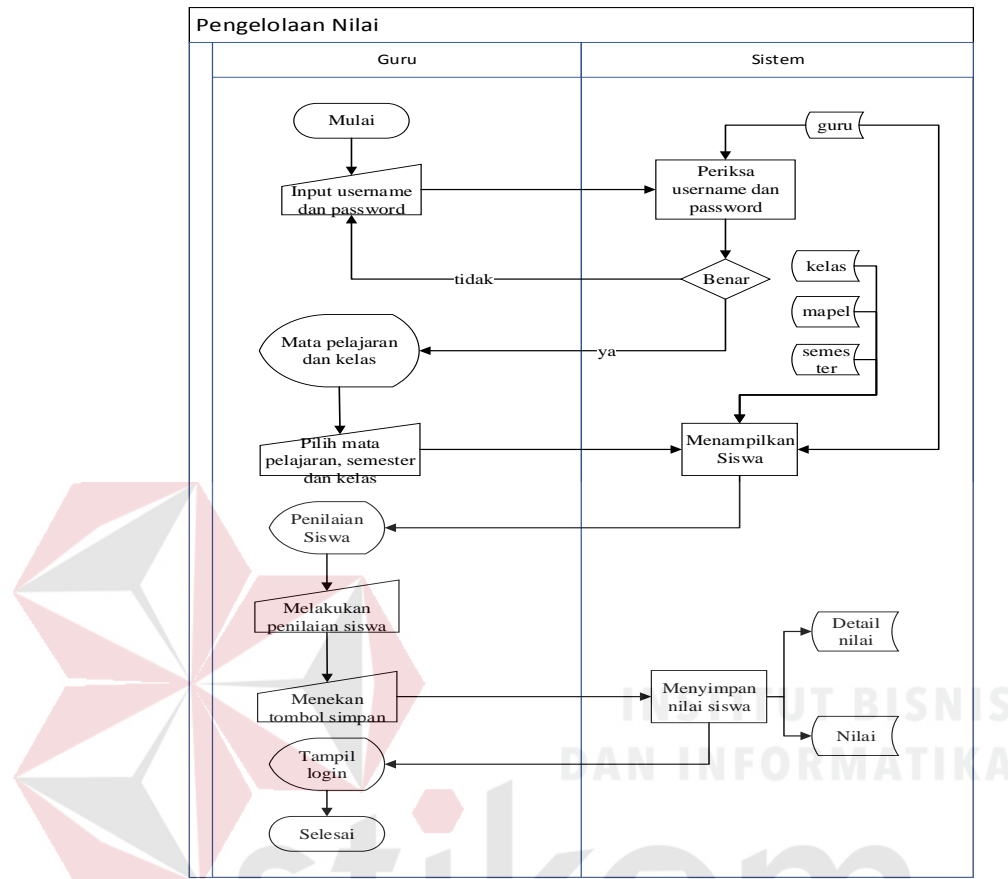 Pengelolaan Nilai
Guru
Sistem
Mulai
guru
Input username
dan password
Periksa
username dan
password
tidak
Benar
kelas
mapel
semes
ter
Mata pelajaran
dan kelas
ya
Pilih mata
pelajaran, semester
dan kelas
Menampilkan
Siswa
Penilaian
Siswa
Melakukan
penilaian siswa
Detail
nilai
Menekan
tombol simpan
Menyimpan
nilai siswa
Nilai
Tampil
login
Selesai
INSTITUT BISNIS
DAN INFORMATIKA
stikom